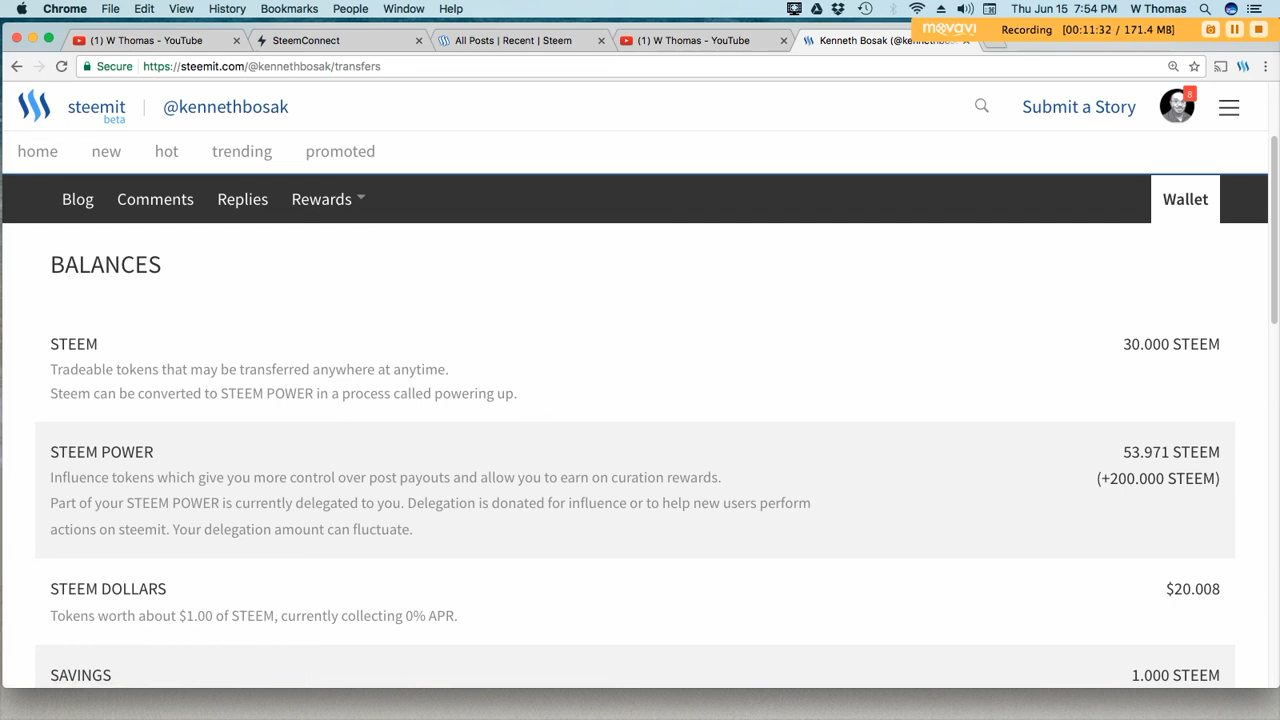 Chrome File Edit View History Bookmarks People Window Help Thu Jun 15 7:54 PM W Thomas
movavi Recording [00:11:32 / 171.4 MB]
(1) W Thomas - YouTube SteemConnect All Posts | Recent | Steem (1) W Thomas - YouTube Kenneth Bosak
Secure https://steemit.com/@kennethbosak/transfers
steemit beta @kennethbosak Submit a Story 8
home new hot trending promoted
Blog Comments Replies Rewards Wallet
BALANCES
STEEM 30.000 STEEM
Tradeable tokens that may be transferred anywhere at anytime.
Steem can be converted to STEEM POWER in a process called powering up.
STEEM POWER 53.971 STEEM
Influence tokens which give you more control over post payouts and allow you to earn on curation rewards. (+200.000 STEEM)
Part of your STEEM POWER is currently delegated to you. Delegation is donated for influence or to help new users perform
actions on steemit. Your delegation amount can fluctuate.
STEEM DOLLARS $20.008
Tokens worth about $1.00 of STEEM, currently collecting 0% APR.
SAVINGS 1.000 STEEM